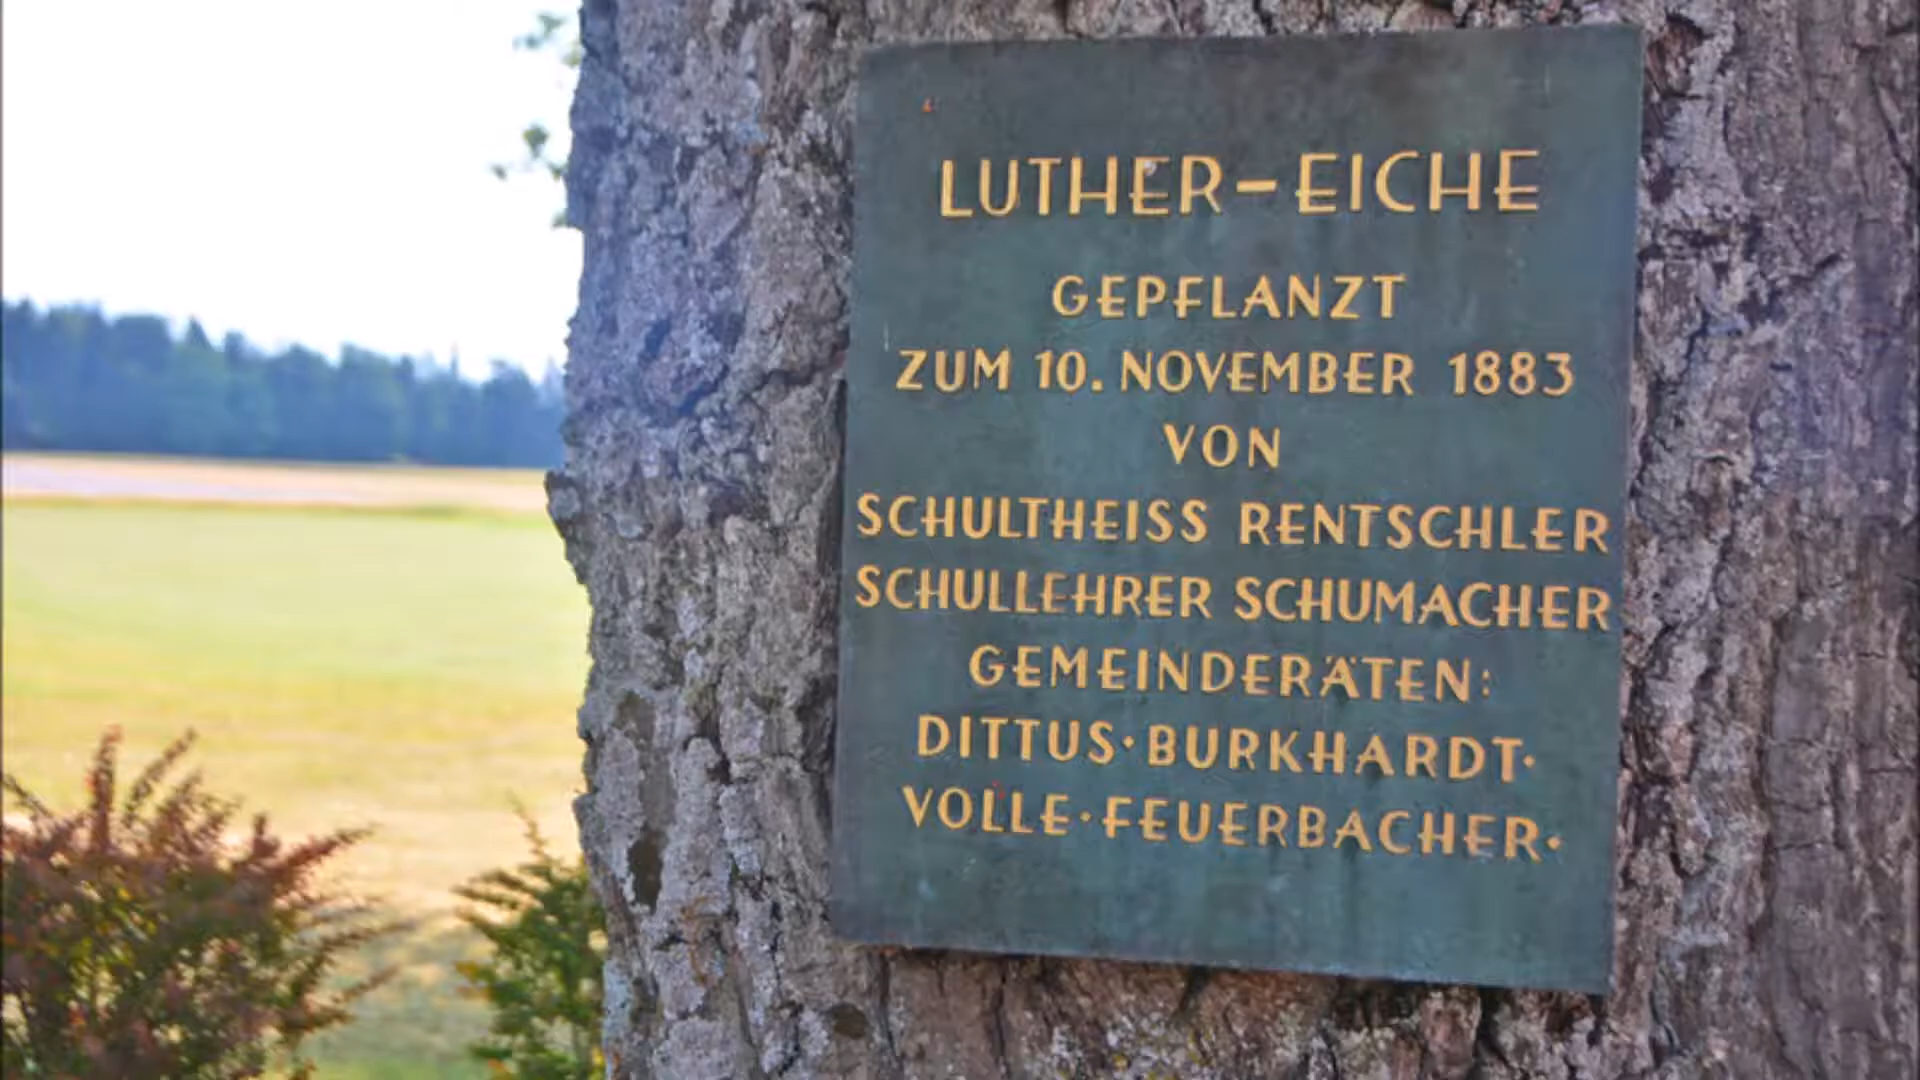 LUTHER-EICHE
GEPFLANZT
ZUM 10. NOVEMBER 1883
VON
SCHULTHEISS RENTSCHLER
SCHULLEHRER SCHUMACHER
GEMEINDERÄTEN:
DITTUS·BURKHARDT·
VOLLE·FEUERBACHER·